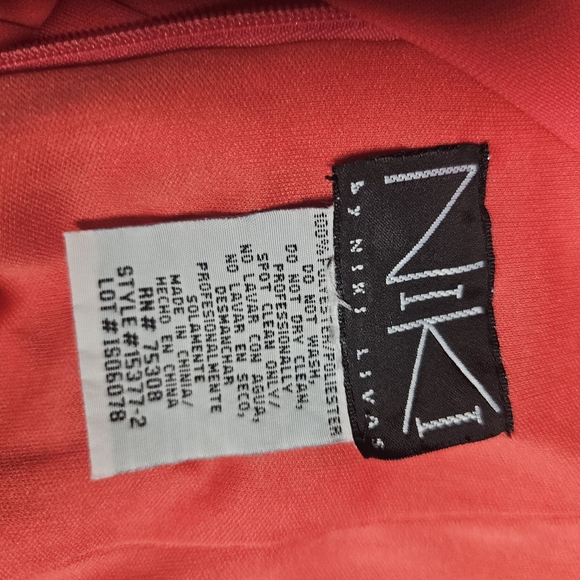 NIKI
BY NIKI LIVAS
100% POLYESTER/POLIESTER
DO NOT WASH,
DO NOT DRY CLEAN,
SPOT CLEAN ONLY/
PROFESSIONALLY
NO LAVAR CON AGUA,
NO LAVAR EN SECO,
DESMANCHAR
PROFESIONALMENTE
SOLAMENTE
MADE IN CHINA/
HECHO EN CHINA
RN # 75308
STYLE #15377-2
LOT #IS06078